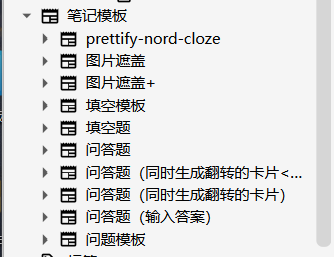 笔记模板
prettify-nord-cloze
图片遮盖
图片遮盖+
填空模板
填空题
问答题
问答题（同时生成翻转的卡片<...
问答题（同时生成翻转的卡片）
问答题（输入答案）
问题模板